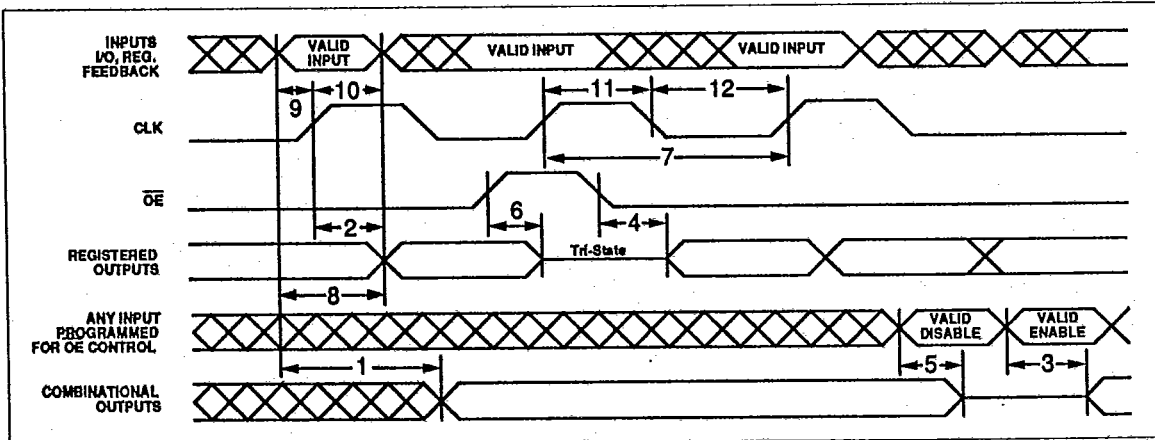 INPUTS
I/O, REG.
FEEDBACK
VALID
INPUT
VALID INPUT
VALID INPUT
9
10
11
12
CLK
7
OE
6
4
2
REGISTERED
OUTPUTS
Tri-State
8
ANY INPUT
PROGRAMMED
FOR OE CONTROL
VALID
DISABLE
VALID
ENABLE
1
5
3
COMBINATIONAL
OUTPUTS